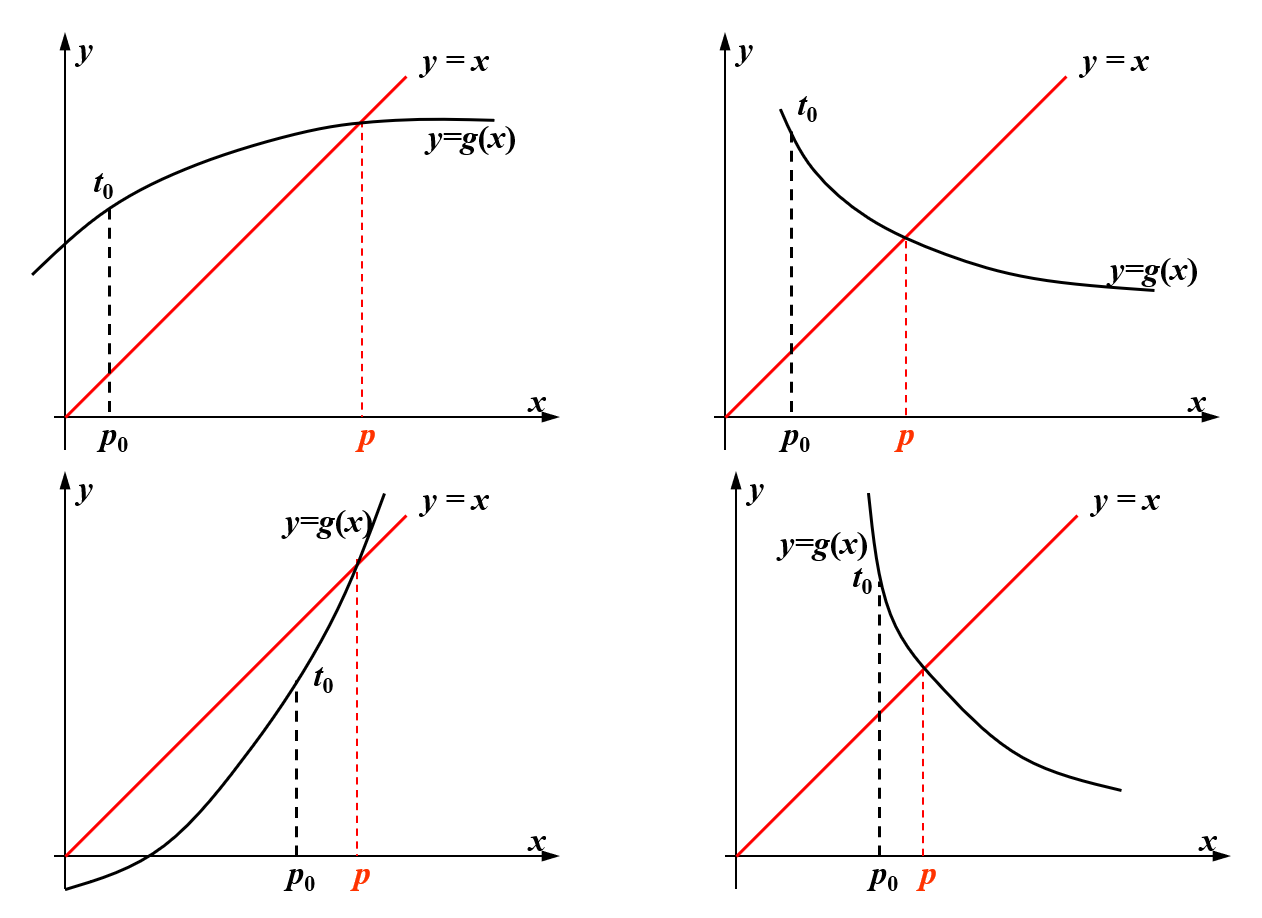 y
y = x
y=g(x)
t0
x
p0
p
y
y = x
t0
y=g(x)
x
p0
p
y
y = x
y=g(x)
t0
x
p0
p
y
y = x
y=g(x)
t0
x
p0
p